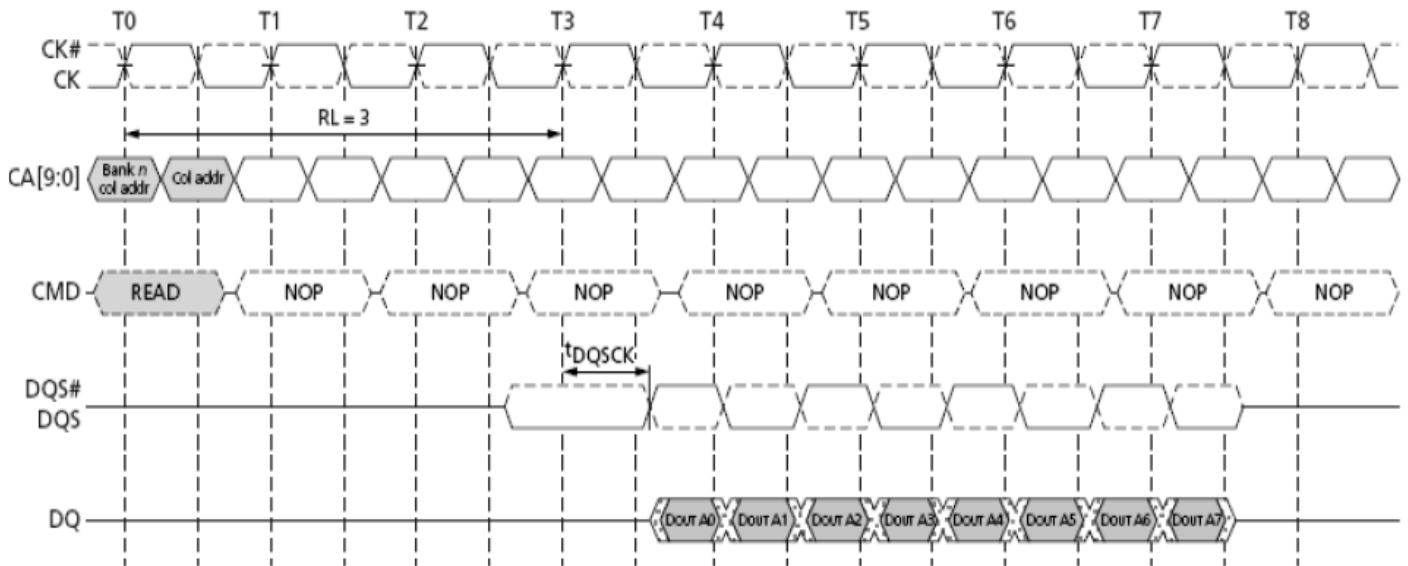 T0 T1 T2 T3 T4 T5 T6 T7 T8
CK#
CK
RL = 3
CA[9:0] Bank n col addr Col addr
CMD READ NOP NOP NOP NOP NOP NOP NOP NOP
tDQSCK
DQS#
DQS
DQ DOUT A0 DOUT A1 DOUT A2 DOUT A3 DOUT A4 DOUT A5 DOUT A6 DOUT A7